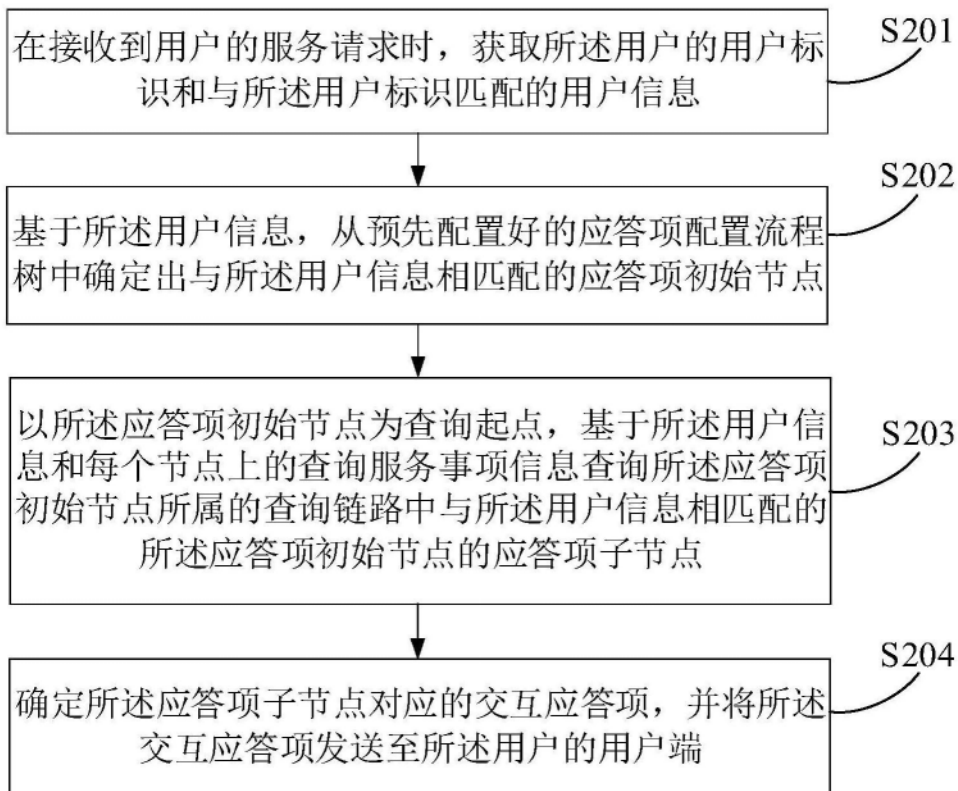 在接收到用户的服务请求时，获取所述用户的用户标
识和与所述用户标识匹配的用户信息
S201
基于所述用户信息，从预先配置好的应答项配置流程
树中确定出与所述用户信息相匹配的应答项初始节点
S202
以所述应答项初始节点为查询起点，基于所述用户信
息和每个节点上的查询服务事项信息查询所述应答项
初始节点所属的查询链路中与所述用户信息相匹配的
所述应答项初始节点的应答项子节点
S203
确定所述应答项子节点对应的交互应答项，并将所述
交互应答项发送至所述用户的用户端
S204